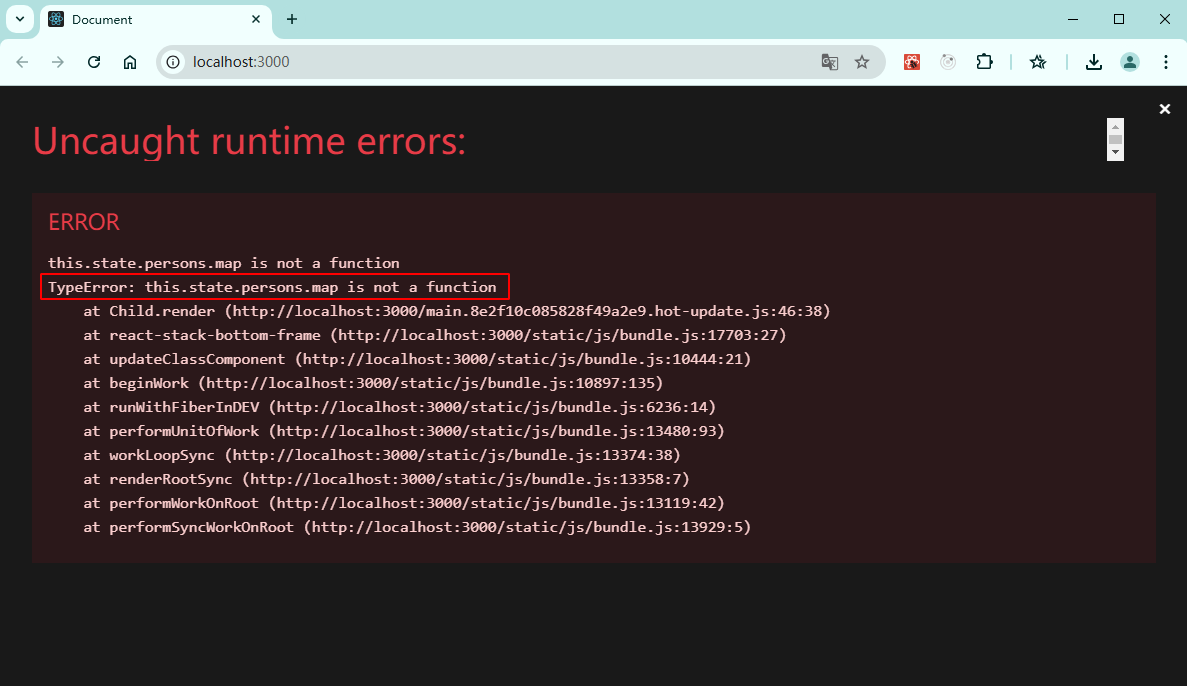 Document
localhost:3000
Uncaught runtime errors:
ERROR
this.state.persons.map is not a function
TypeError: this.state.persons.map is not a function
at Child.render (http://localhost:3000/main.8e2f10c085828f49a2e9.hot-update.js:46:38)
at react-stack-bottom-frame (http://localhost:3000/static/js/bundle.js:17703:27)
at updateClassComponent (http://localhost:3000/static/js/bundle.js:10444:21)
at beginWork (http://localhost:3000/static/js/bundle.js:10897:135)
at runWithFiberInDEV (http://localhost:3000/static/js/bundle.js:6236:14)
at performUnitOfWork (http://localhost:3000/static/js/bundle.js:13480:93)
at workLoopSync (http://localhost:3000/static/js/bundle.js:13374:38)
at renderRootSync (http://localhost:3000/static/js/bundle.js:13358:7)
at performWorkOnRoot (http://localhost:3000/static/js/bundle.js:13119:42)
at performSyncWorkOnRoot (http://localhost:3000/static/js/bundle.js:13929:5)